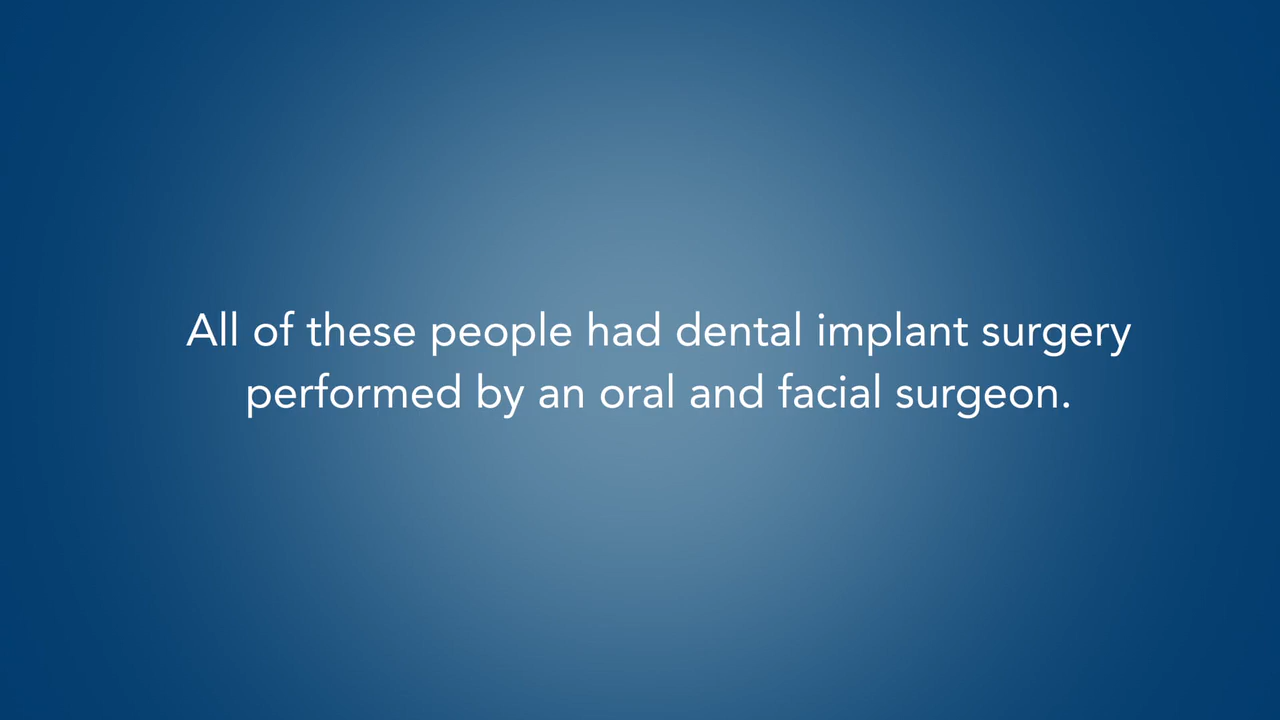 All of these people had dental implant surgery
performed by an oral and facial surgeon.